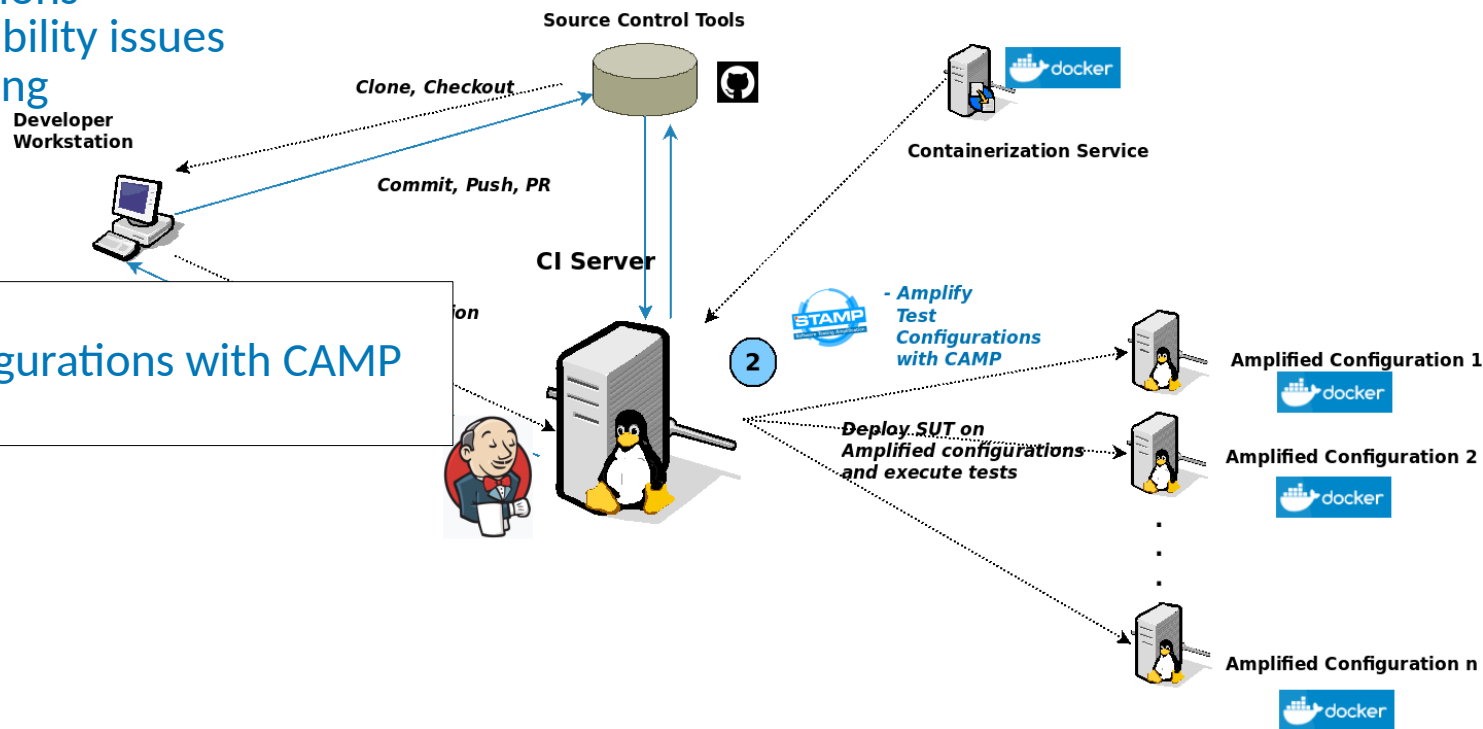 bility issues
ng
Source Control Tools
docker
Clone, Checkout
Developer
Workstation
Containerization Service
Commit, Push, PR
CI Server
STAMP
- Amplify
Test
Configurations
with CAMP
2
gurations with CAMP
Amplified Configuration 1
docker
Deploy SUT on
Amplified configurations
and execute tests
Amplified Configuration 2
docker
.
.
.
Amplified Configuration n
docker